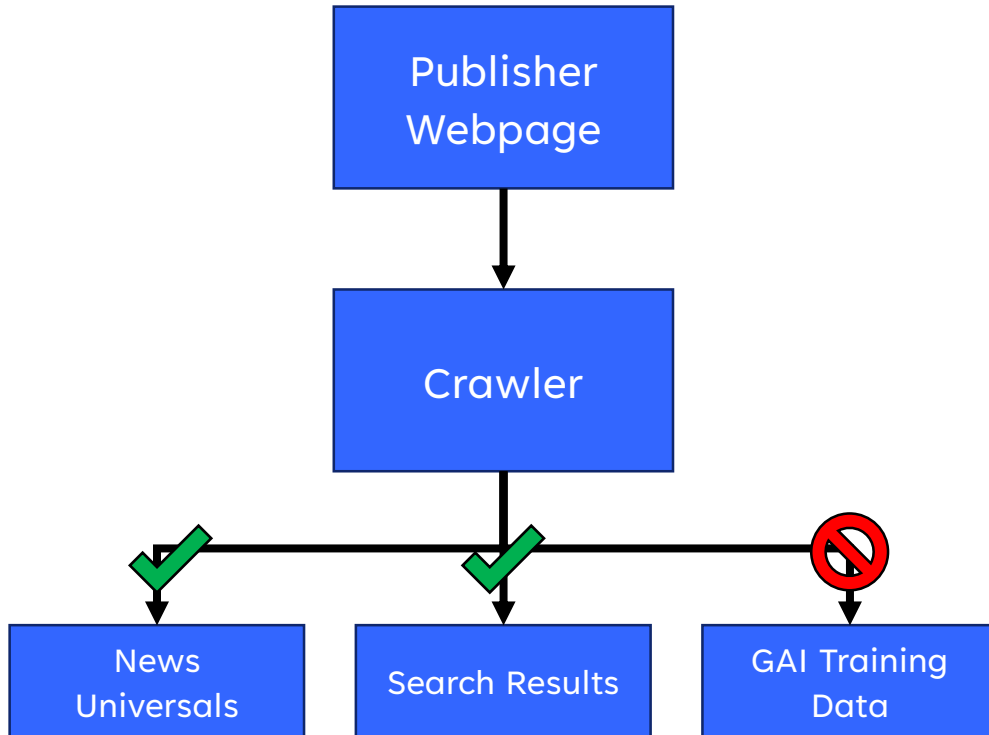 Publisher
Webpage
Crawler
News
Universals
Search Results
GAI Training
Data